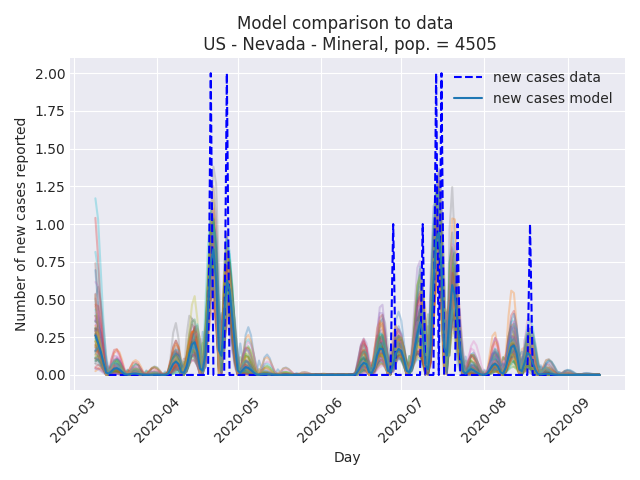 Model comparison to data
US - Nevada - Mineral, pop. = 4505
new cases data
new cases model
Number of new cases reported
2.00
1.75
1.50
1.25
1.00
0.75
0.50
0.25
0.00
2020-03
2020-04
2020-05
2020-06
2020-07
2020-08
2020-09
Day